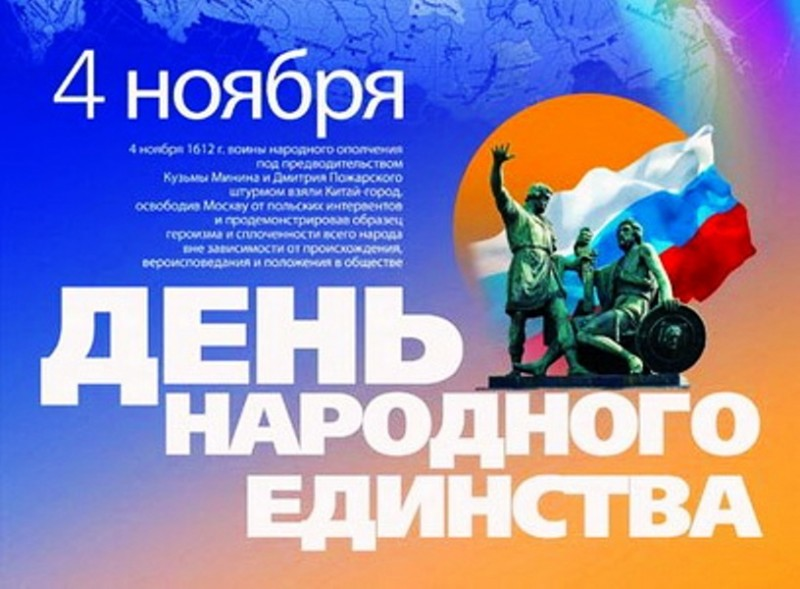 4 ноября
4 ноября 1612 г. воины народного ополчения
под предводительством
Кузьмы Минина и Дмитрия Пожарского
штурмом взяли Китай-город,
освободив Москву от польских интервентов
и продемонстрировав образец
героизма и сплоченности всего народа
вне зависимости от происхождения,
вероисповедания и положения в обществе
ДЕНЬ
НАРОДНОГО
ЕДИНСТВА